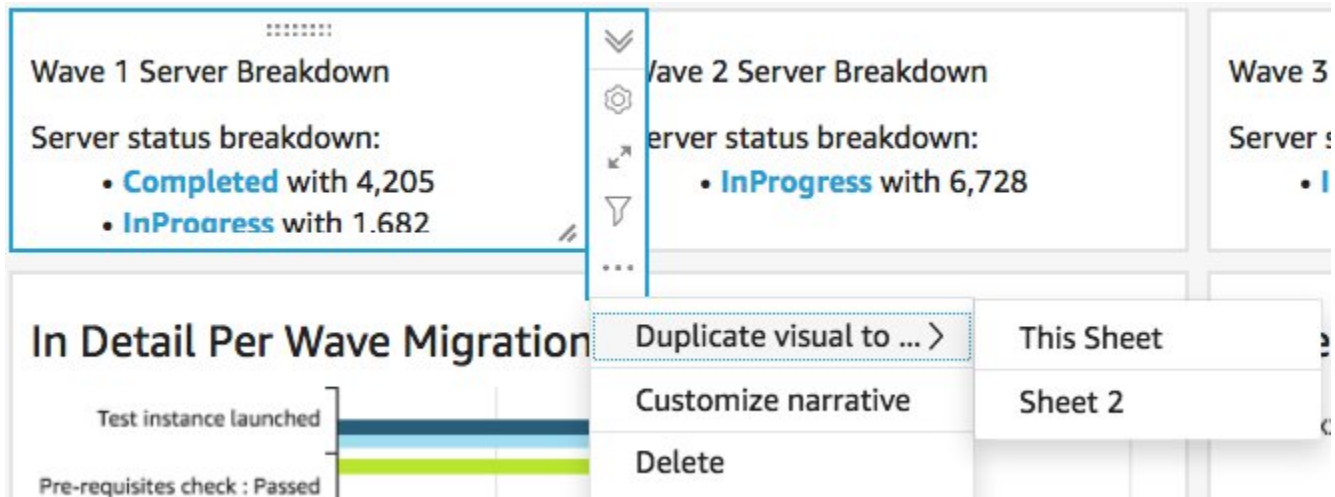 Wave 1 Server Breakdown
Server status breakdown:
• Completed with 4,205
• InProgress with 1,682
ave 2 Server Breakdown
erver status breakdown:
• InProgress with 6,728
Wave 3
Server
In Detail Per Wave Migration
Test instance launched
Pre-requisites check : Passed
Duplicate visual to ... >
Customize narrative
Delete
This Sheet
Sheet 2